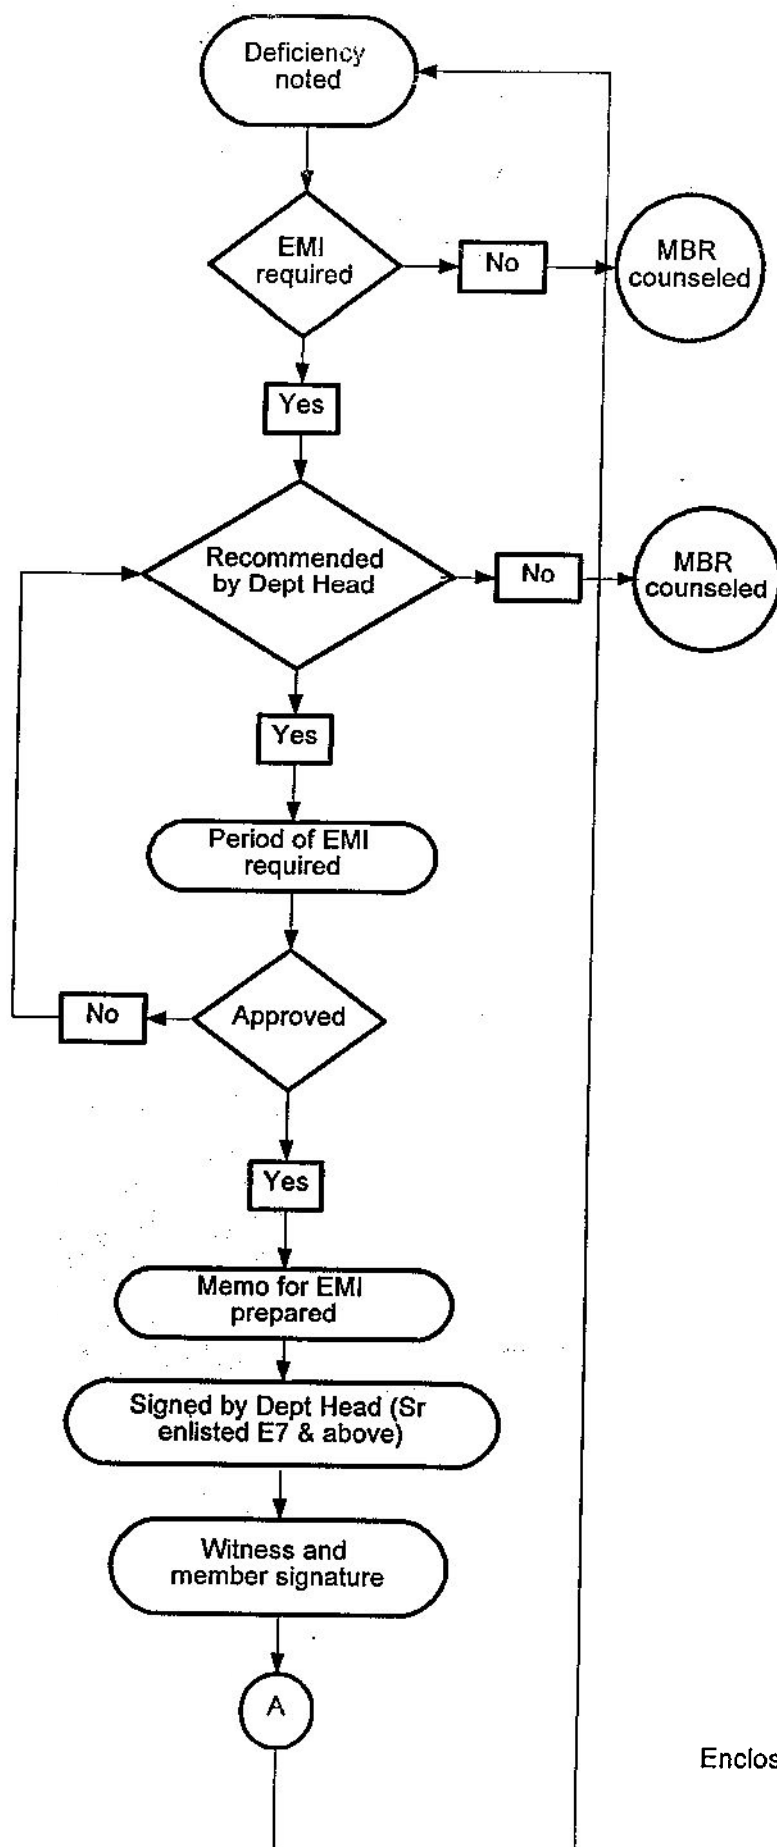 Deficiency
noted
EMI
required
No
MBR
counseled
Yes
Recommended
by Dept Head
No
MBR
counseled
Yes
Period of EMI
required
Approved
No
Yes
Memo for EMI
prepared
Signed by Dept Head (Sr
enlisted E7 & above)
Witness and
member signature
A
Enclos